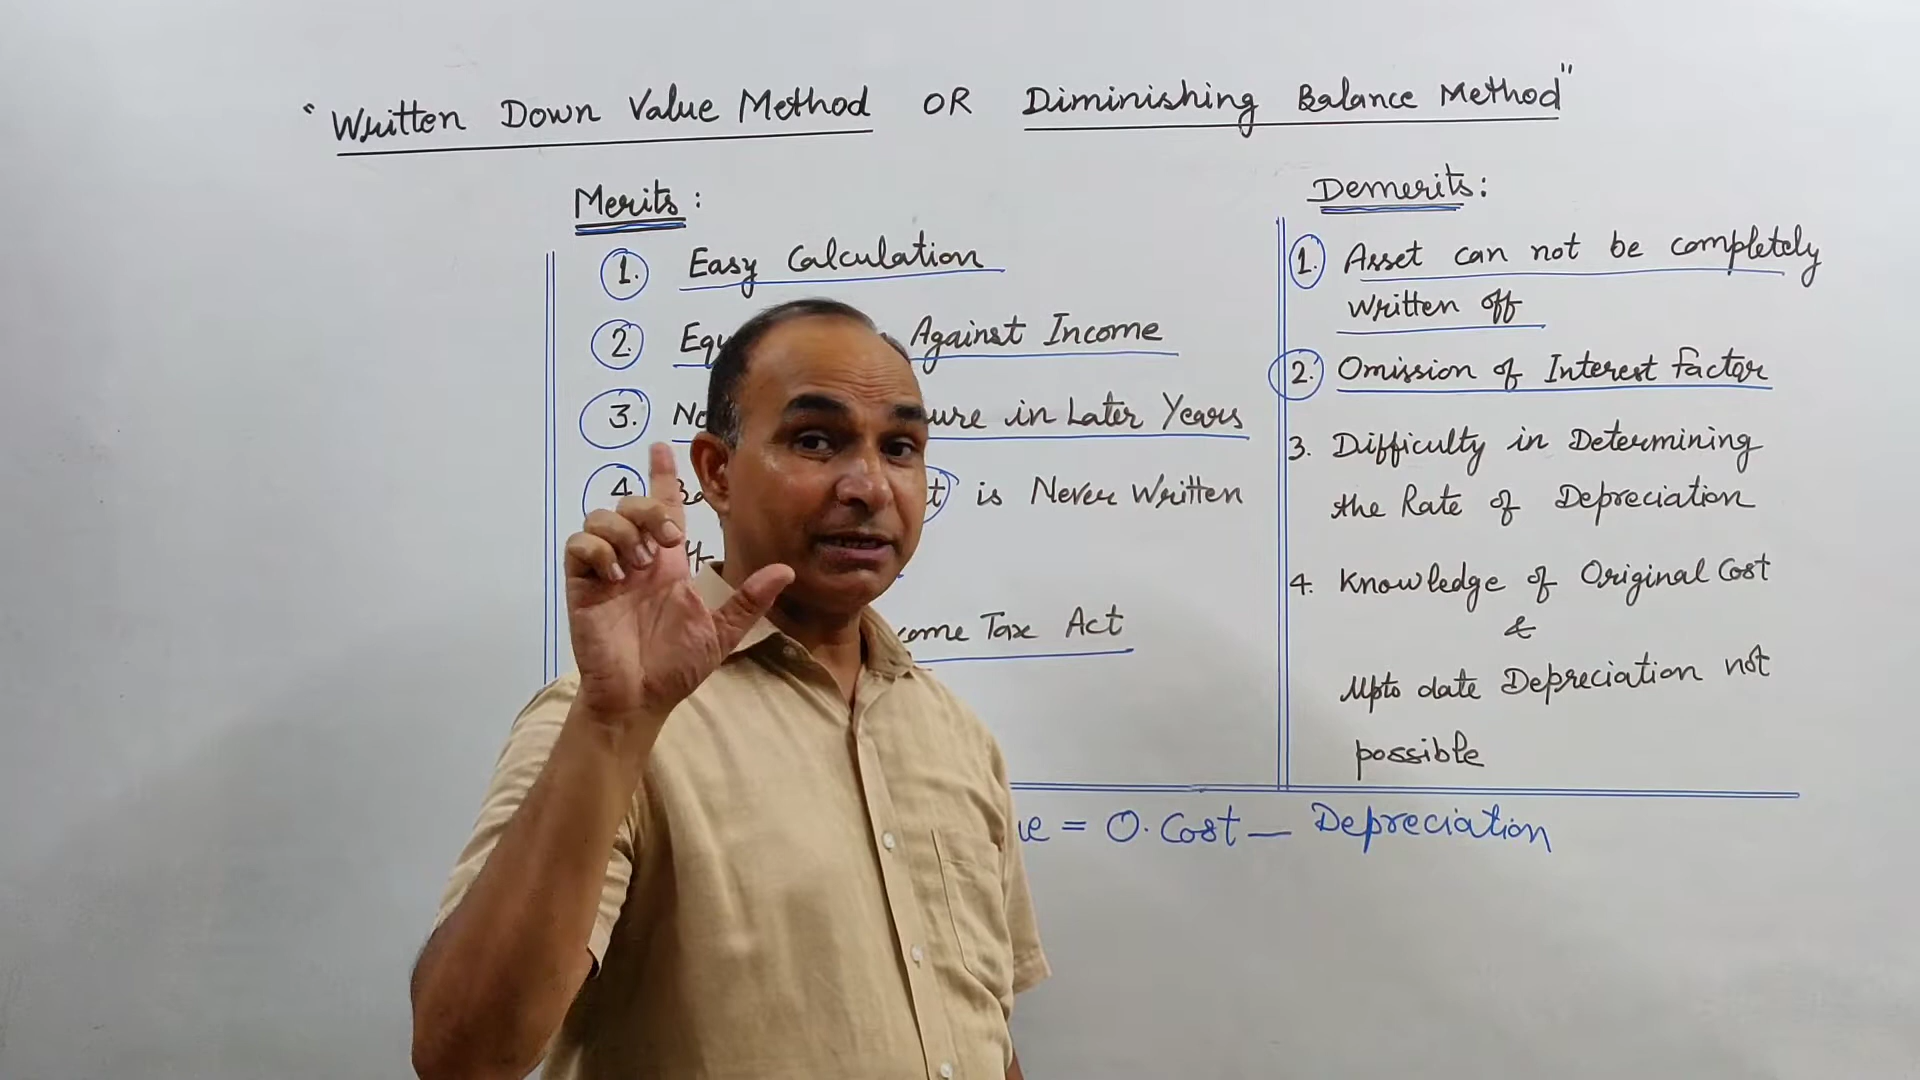 "Written Down Value Method OR Diminishing Balance Method"
Merits :
1. Easy Calculation
2. Against Income
3. in Later Years
4. is Never Written
Tax Act
Demerits :
1. Asset can not be completely
written off
2. Omission of Interest factor
3. Difficulty in Determining
the Rate of Depreciation
4. Knowledge of Original Cost
&
Upto date Depreciation not
possible
= O. Cost — Depreciation